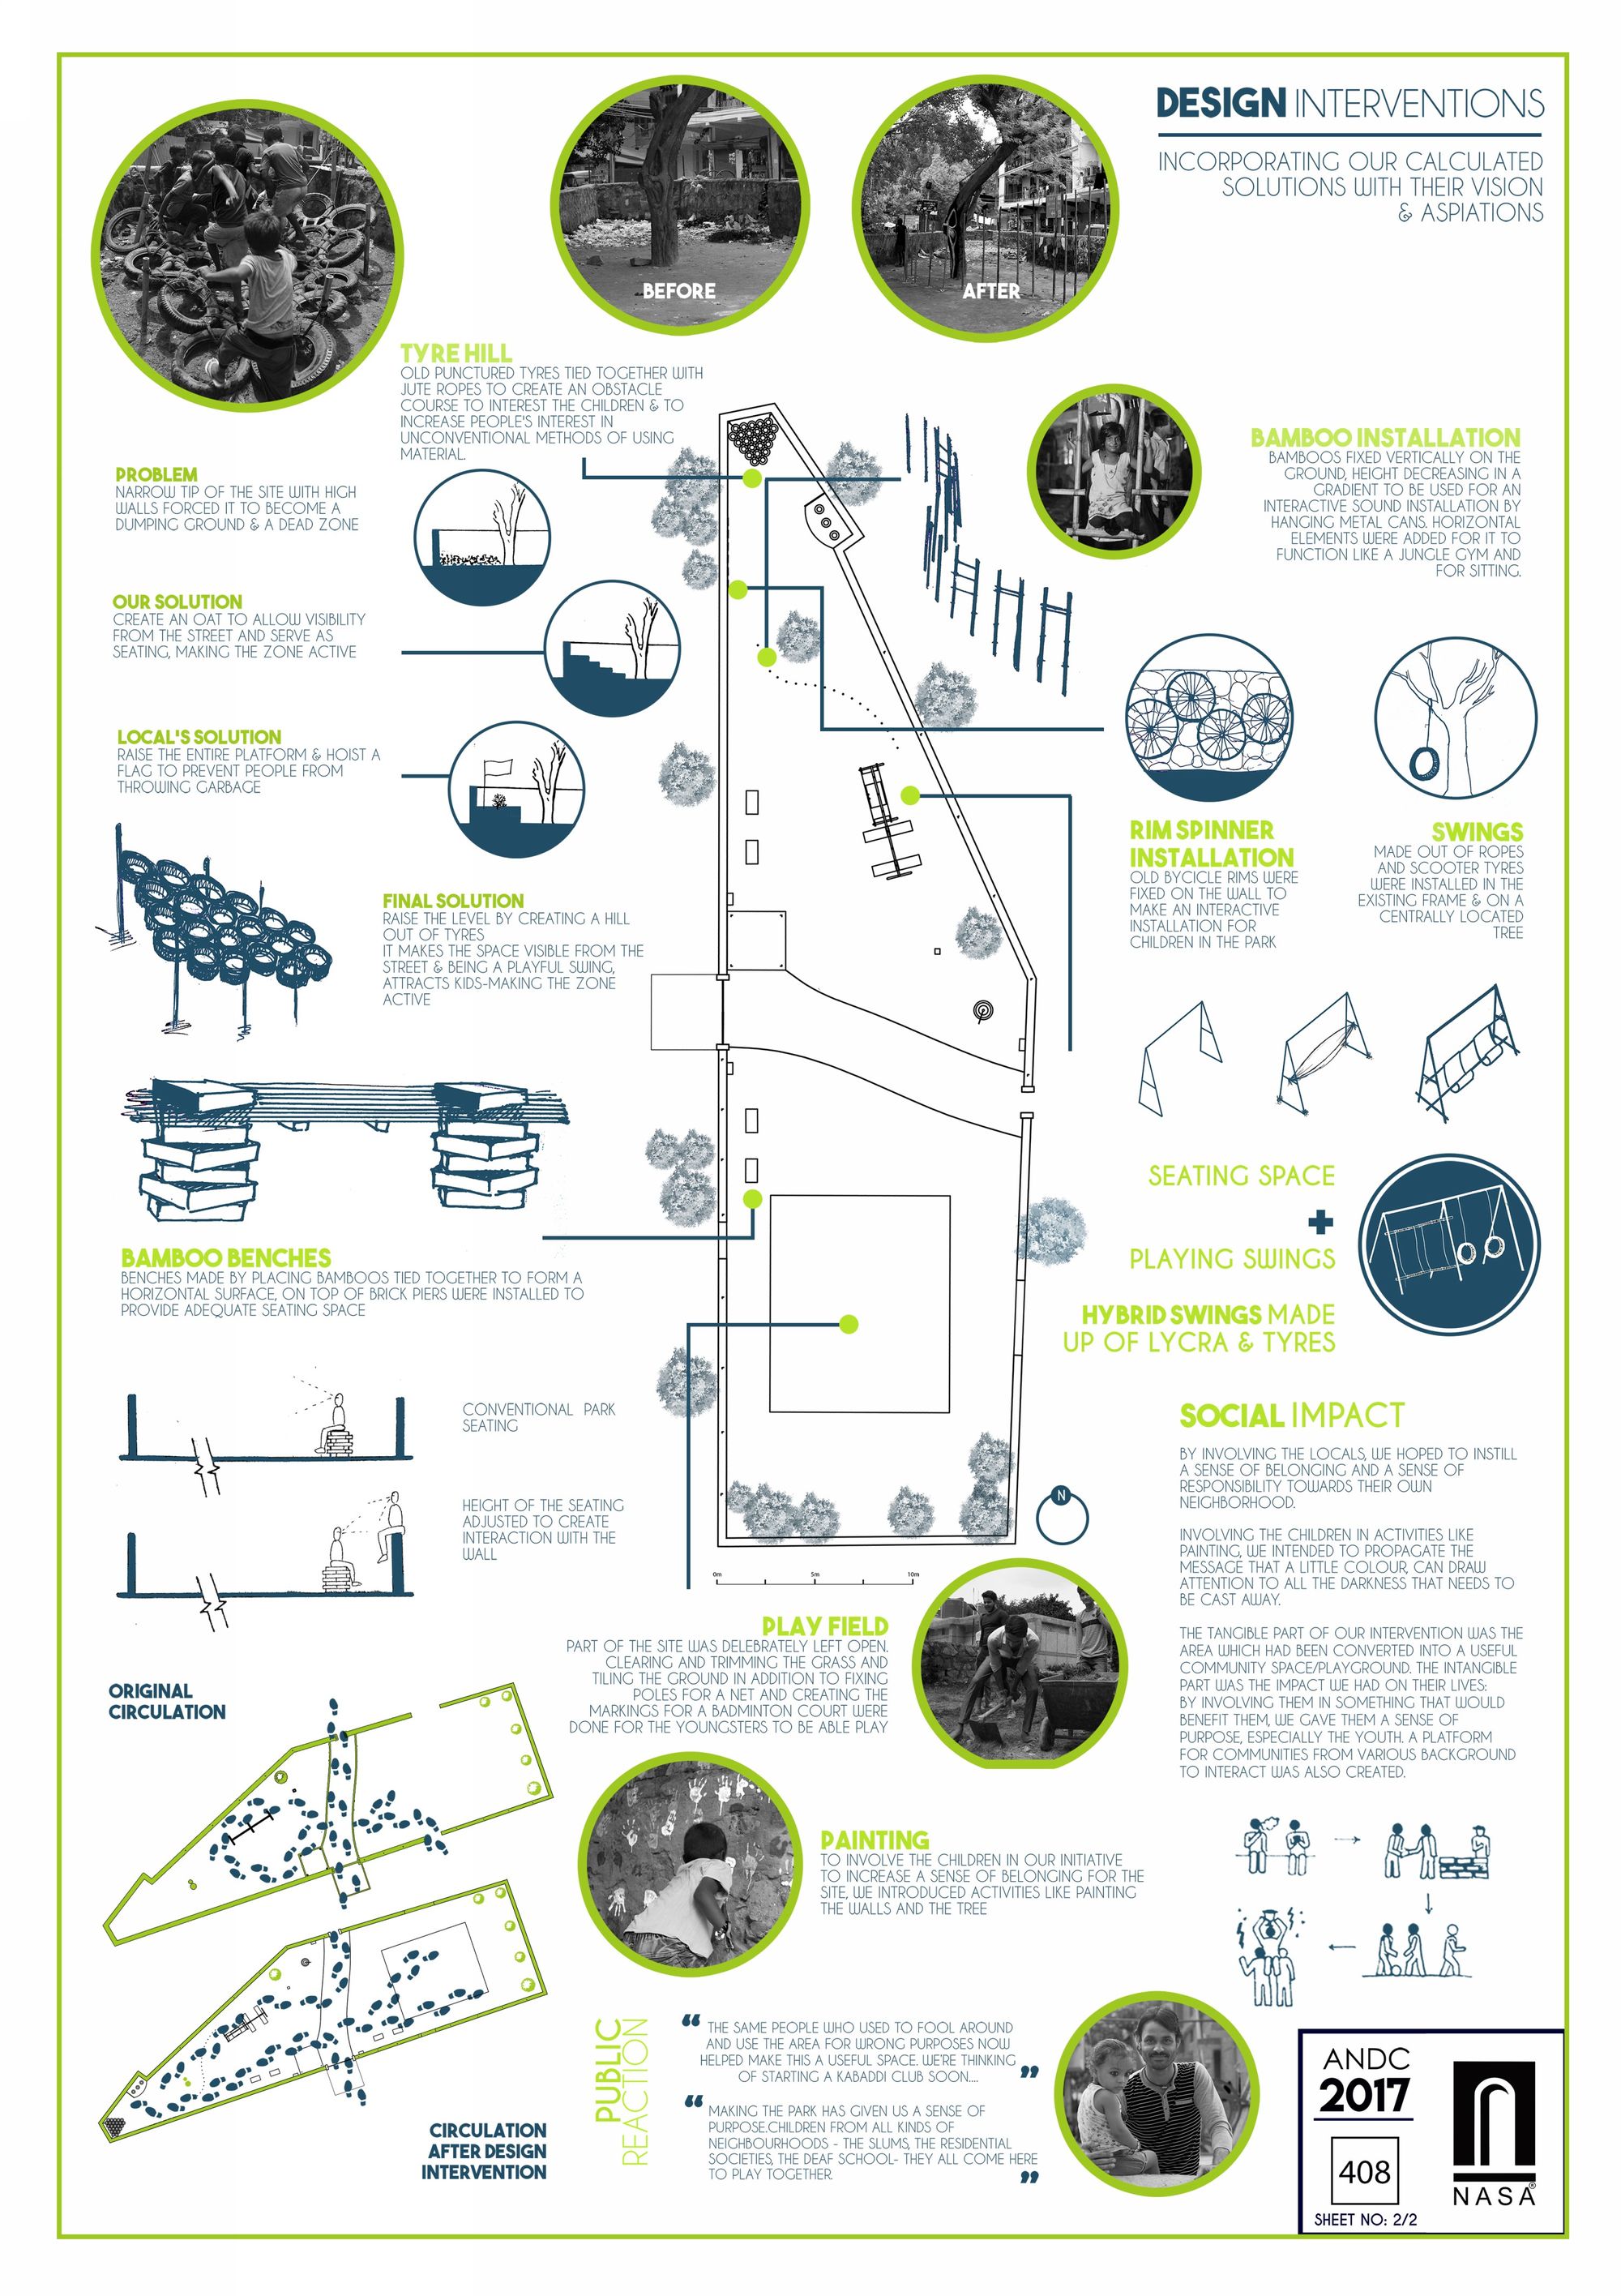 DESIGN INTERVENTIONS
INCORPORATING OUR CALCULATED
SOLUTIONS WITH THEIR VISION
& ASPIATIONS
BEFORE
AFTER
TYRE HILL
OLD PUNCTURED TYRES TIED TOGETHER WITH
JUTE ROPES TO CREATE AN OBSTACLE
COURSE TO INTEREST THE CHILDREN & TO
INCREASE PEOPLE'S INTEREST IN
UNCONVENTIONAL METHODS OF USING
MATERIAL.
BAMBOO INSTALLATION
BAMBOOS FIXED VERTICALLY ON THE
GROUND, HEIGHT DECREASING IN A
GRADIENT TO BE USED FOR AN
INTERACTIVE SOUND INSTALLATION BY
HANGING METAL CANS. HORIZONTAL
ELEMENTS WERE ADDED FOR IT TO
FUNCTION LIKE A JUNGLE GYM AND
FOR SITTING.
PROBLEM
NARROW TIP OF THE SITE WITH HIGH
WALLS FORCED IT TO BECOME A
DUMPING GROUND & A DEAD ZONE
OUR SOLUTION
CREATE AN OAT TO ALLOW VISIBILITY
FROM THE STREET AND SERVE AS
SEATING, MAKING THE ZONE ACTIVE
LOCAL'S SOLUTION
RAISE THE ENTIRE PLATFORM & HOIST A
FLAG TO PREVENT PEOPLE FROM
THROWING GARBAGE
FINAL SOLUTION
RAISE THE LEVEL BY CREATING A HILL
OUT OF TYRES
IT MAKES THE SPACE VISIBLE FROM THE
STREET & BEING A PLAYFUL SWING,
ATTRACTS KIDS-MAKING THE ZONE
ACTIVE
RIM SPINNER
INSTALLATION
OLD BYCICLE RIMS WERE
FIXED ON THE WALL TO
MAKE AN INTERACTIVE
INSTALLATION FOR
CHILDREN IN THE PARK
SWINGS
MADE OUT OF ROPES
AND SCOOTER TYRES
WERE INSTALLED IN THE
EXISTING FRAME & ON A
CENTRALLY LOCATED
TREE
SEATING SPACE
+
PLAYING SWINGS
HYBRID SWINGS MADE
UP OF LYCRA & TYRES
BAMBOO BENCHES
BENCHES MADE BY PLACING BAMBOOS TIED TOGETHER TO FORM A
HORIZONTAL SURFACE, ON TOP OF BRICK PIERS WERE INSTALLED TO
PROVIDE ADEQUATE SEATING SPACE
CONVENTIONAL PARK
SEATING
HEIGHT OF THE SEATING
ADJUSTED TO CREATE
INTERACTION WITH THE
WALL
N
0m 5m 10m
SOCIAL IMPACT
BY INVOLVING THE LOCALS, WE HOPED TO INSTILL
A SENSE OF BELONGING AND A SENSE OF
RESPONSIBILITY TOWARDS THEIR OWN
NEIGHBORHOOD.
INVOLVING THE CHILDREN IN ACTIVITIES LIKE
PAINTING, WE INTENDED TO PROPAGATE THE
MESSAGE THAT A LITTLE COLOUR, CAN DRAW
ATTENTION TO ALL THE DARKNESS THAT NEEDS TO
BE CAST AWAY.
THE TANGIBLE PART OF OUR INTERVENTION WAS THE
AREA WHICH HAD BEEN CONVERTED INTO A USEFUL
COMMUNITY SPACE/PLAYGROUND. THE INTANGIBLE
PART WAS THE IMPACT WE HAD ON THEIR LIVES:
BY INVOLVING THEM IN SOMETHING THAT WOULD
BENEFIT THEM, WE GAVE THEM A SENSE OF
PURPOSE, ESPECIALLY THE YOUTH. A PLATFORM
FOR COMMUNITIES FROM VARIOUS BACKGROUND
TO INTERACT WAS ALSO CREATED.
PLAY FIELD
PART OF THE SITE WAS DELEBRATELY LEFT OPEN.
CLEARING AND TRIMMING THE GRASS AND
TILING THE GROUND IN ADDITION TO FIXING
POLES FOR A NET AND CREATING THE
MARKINGS FOR A BADMINTON COURT WERE
DONE FOR THE YOUNGSTERS TO BE ABLE PLAY
ORIGINAL
CIRCULATION
PAINTING
TO INVOLVE THE CHILDREN IN OUR INITIATIVE
TO INCREASE A SENSE OF BELONGING FOR THE
SITE, WE INTRODUCED ACTIVITIES LIKE PAINTING
THE WALLS AND THE TREE
CIRCULATION
AFTER DESIGN
INTERVENTION
PUBLIC
REACTION
“ THE SAME PEOPLE WHO USED TO FOOL AROUND
AND USE THE AREA FOR WRONG PURPOSES NOW
HELPED MAKE THIS A USEFUL SPACE. WE'RE THINKING
OF STARTING A KABADDI CLUB SOON.... ”
“ MAKING THE PARK HAS GIVEN US A SENSE OF
PURPOSE.CHILDREN FROM ALL KINDS OF
NEIGHBOURHOODS - THE SLUMS, THE RESIDENTIAL
SOCIETIES, THE DEAF SCHOOL- THEY ALL COME HERE
TO PLAY TOGETHER. ”
ANDC
2017
408
SHEET NO: 2/2
NASA®